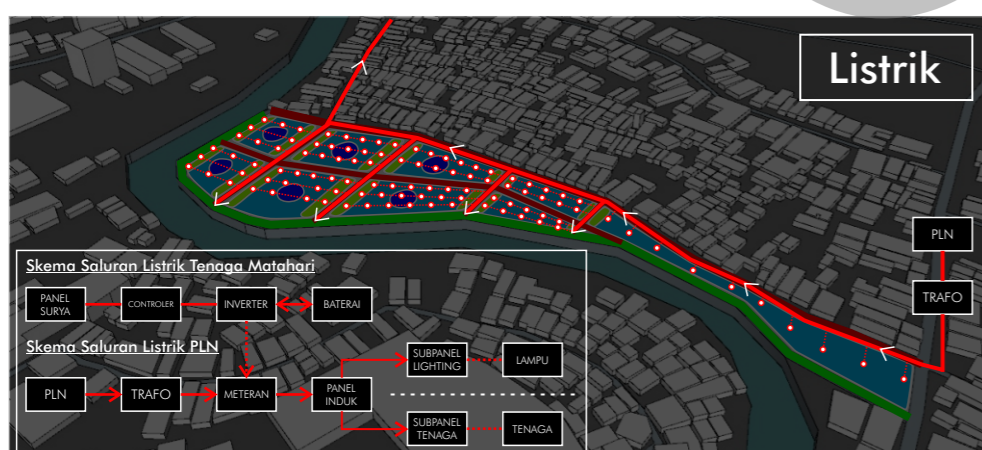 Listrik
PLN
TRAFO
Skema Saluran Listrik Tenaga Matahari
PANEL
SURYA
CONTROLER
INVERTER
BATERAI
Skema Saluran Listrik PLN
PLN
TRAFO
METERAN
PANEL
INDUK
SUBPANEL
LIGHTING
LAMPU
SUBPANEL
TENAGA
TENAGA